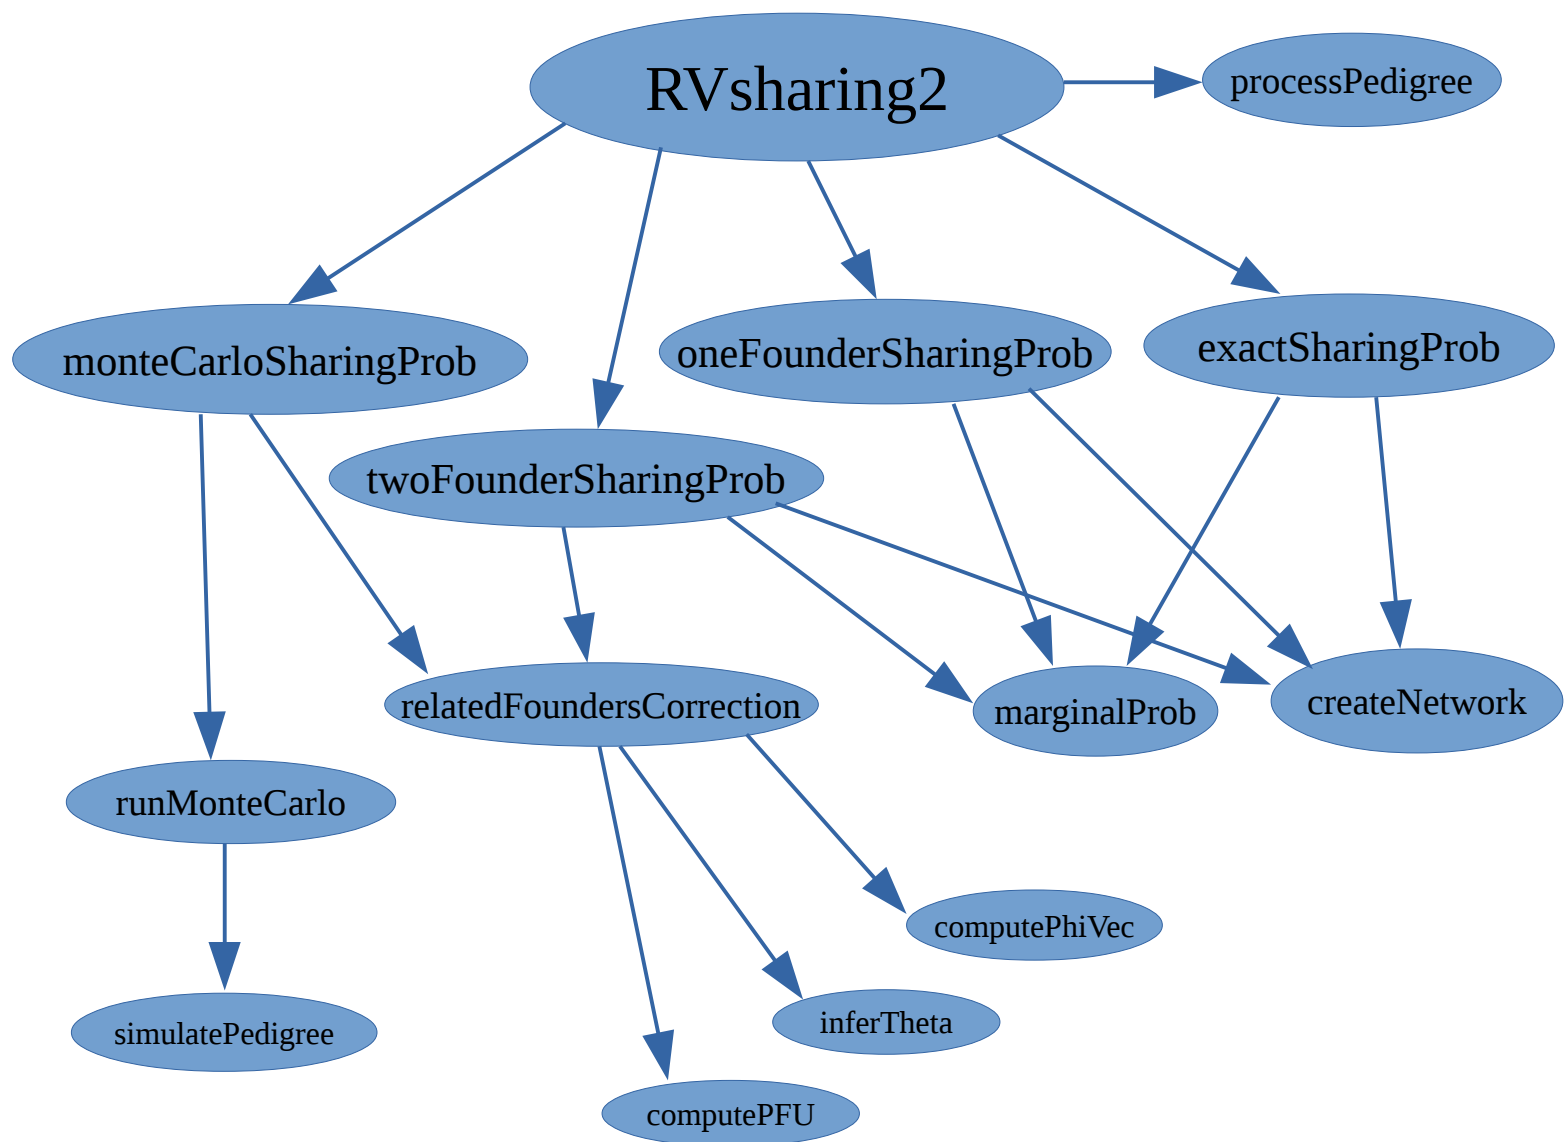 RVsharing2
processPedigree
monteCarloSharingProb
oneFounderSharingProb
exactSharingProb
twoFounderSharingProb
relatedFoundersCorrection
marginalProb
createNetwork
runMonteCarlo
computePhiVec
inferTheta
simulatePedigree
computePFU